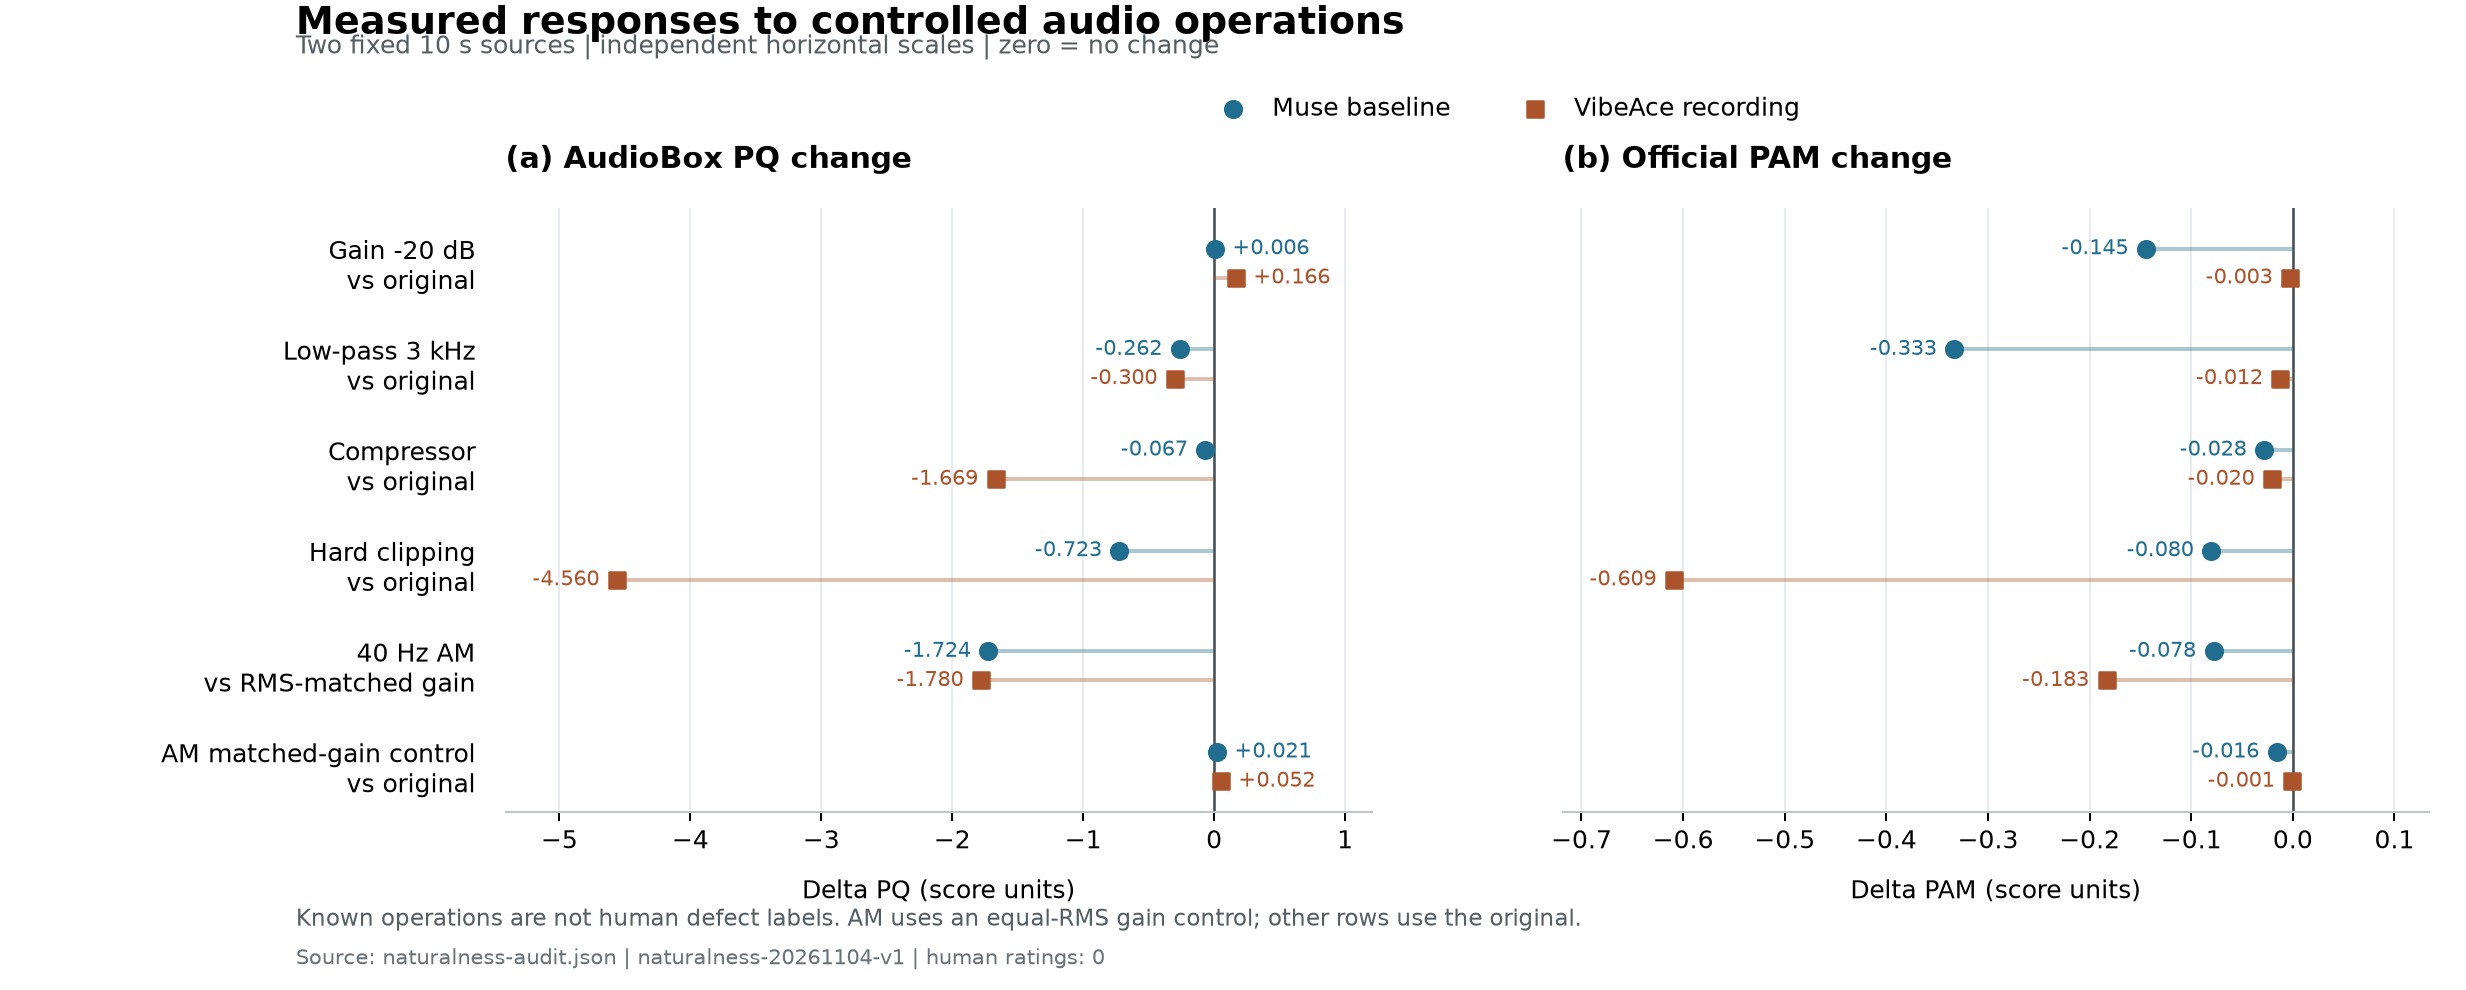 Measured responses to controlled audio operations
Two fixed 10 s sources | independent horizontal scales | zero = no change
Muse baseline
VibeAce recording
(a) AudioBox PQ change
(b) Official PAM change
Gain -20 dB
vs original
+0.006
+0.166
-0.145
-0.003
Low-pass 3 kHz
vs original
-0.262
-0.300
-0.333
-0.012
Compressor
vs original
-0.067
-1.669
-0.028
-0.020
Hard clipping
vs original
-0.723
-4.560
-0.080
-0.609
40 Hz AM
vs RMS-matched gain
-1.724
-1.780
-0.078
-0.183
AM matched-gain control
vs original
+0.021
+0.052
-0.016
-0.001
−5 −4 −3 −2 −1 0 1
−0.7 −0.6 −0.5 −0.4 −0.3 −0.2 −0.1 0.0 0.1
Delta PQ (score units)
Delta PAM (score units)
Known operations are not human defect labels. AM uses an equal-RMS gain control; other rows use the original.
Source: naturalness-audit.json | naturalness-20261104-v1 | human ratings: 0